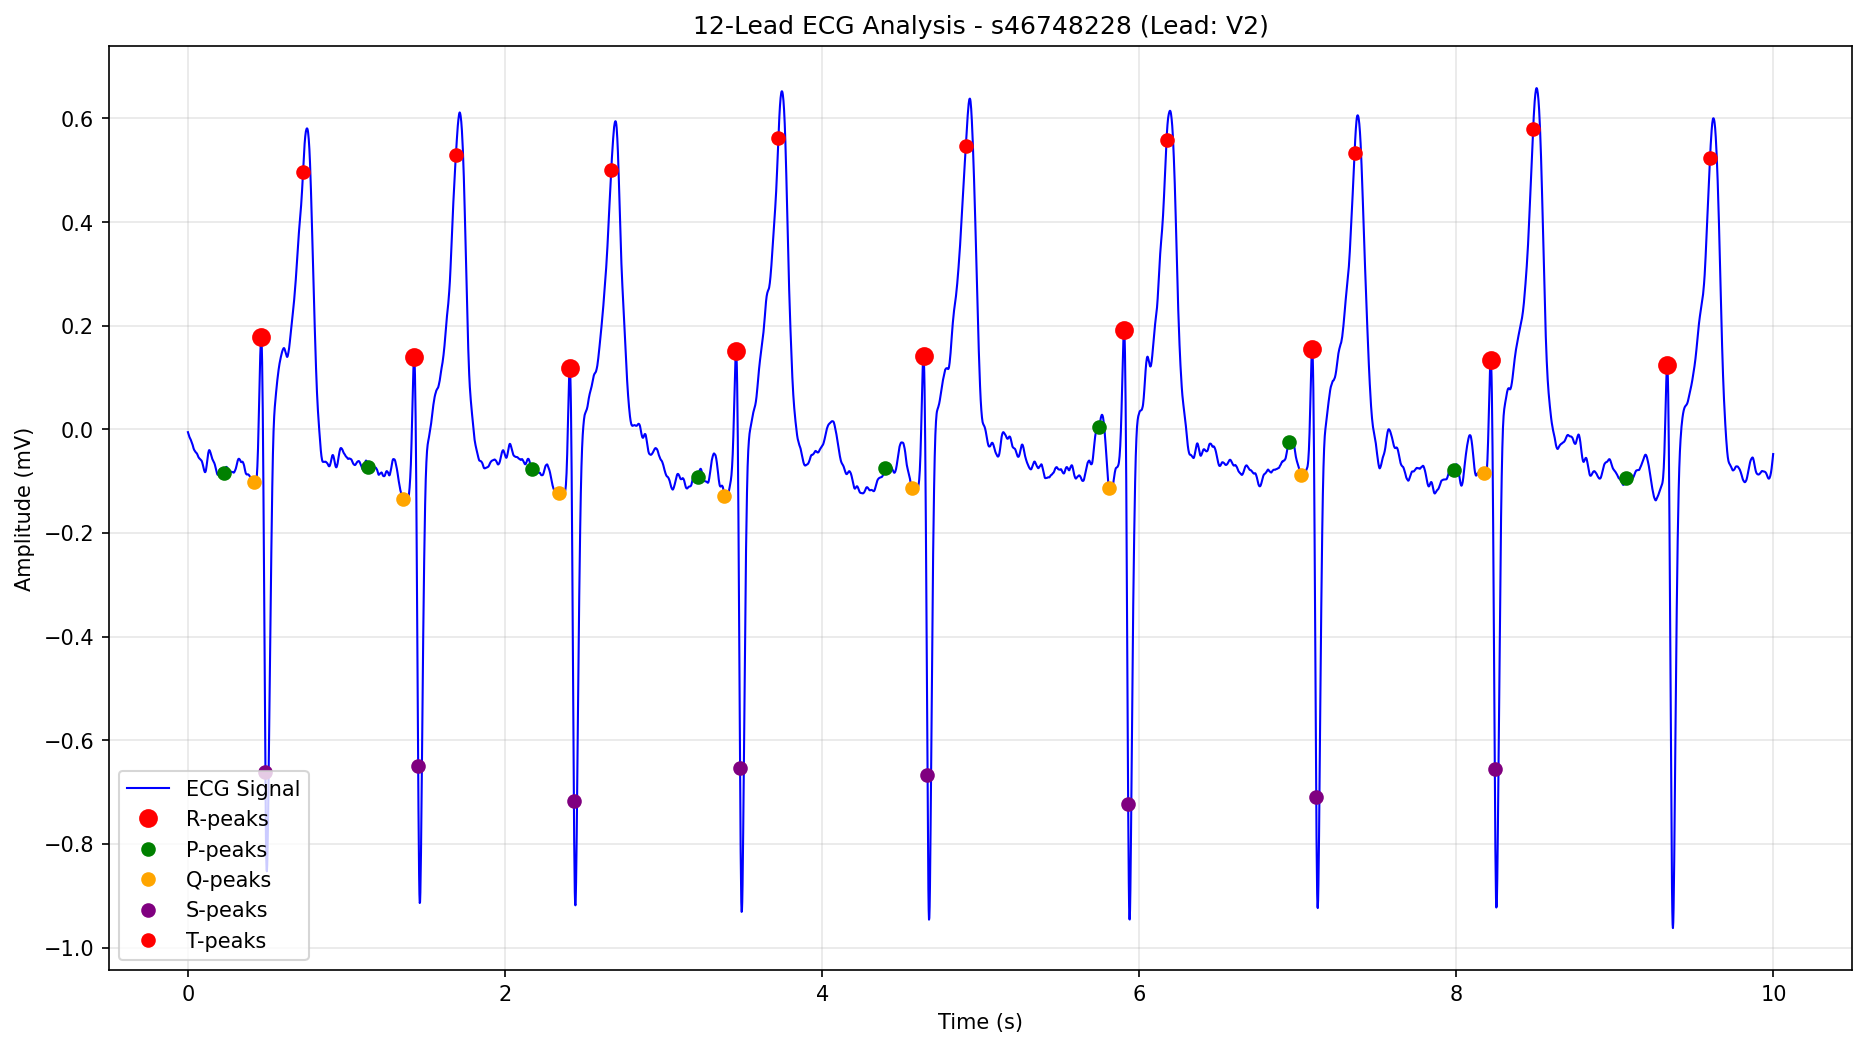 12-Lead ECG Analysis - s46748228 (Lead: V2)
Amplitude (mV)
0.6
0.4
0.2
0.0
−0.2
−0.4
−0.6
−0.8
−1.0
ECG Signal
R-peaks
P-peaks
Q-peaks
S-peaks
T-peaks
0 2 4 6 8 10
Time (s)